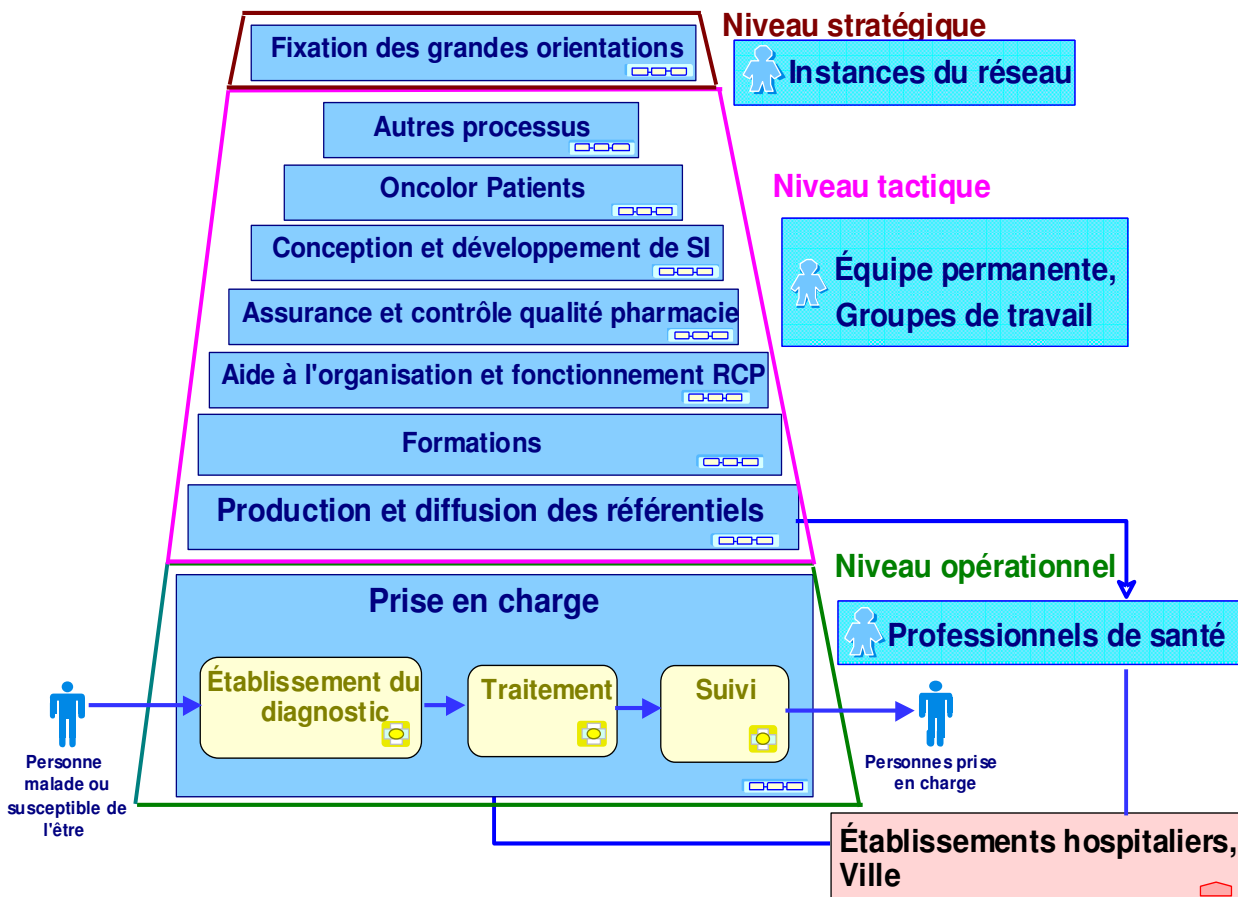 Niveau stratégique
Fixation des grandes orientations
Instances du réseau
Autres processus
Niveau tactique
Oncolor Patients
Conception et développement de SI
Équipe permanente,
Groupes de travail
Assurance et contrôle qualité pharmacie
Aide à l'organisation et fonctionnement RCP
Formations
Production et diffusion des référentiels
Niveau opérationnel
Prise en charge
Professionnels de santé
Établissement du
diagnostic
Traitement
Suivi
Personne
malade ou
susceptible de
l'être
Personnes prise
en charge
Établissements hospitaliers,
Ville